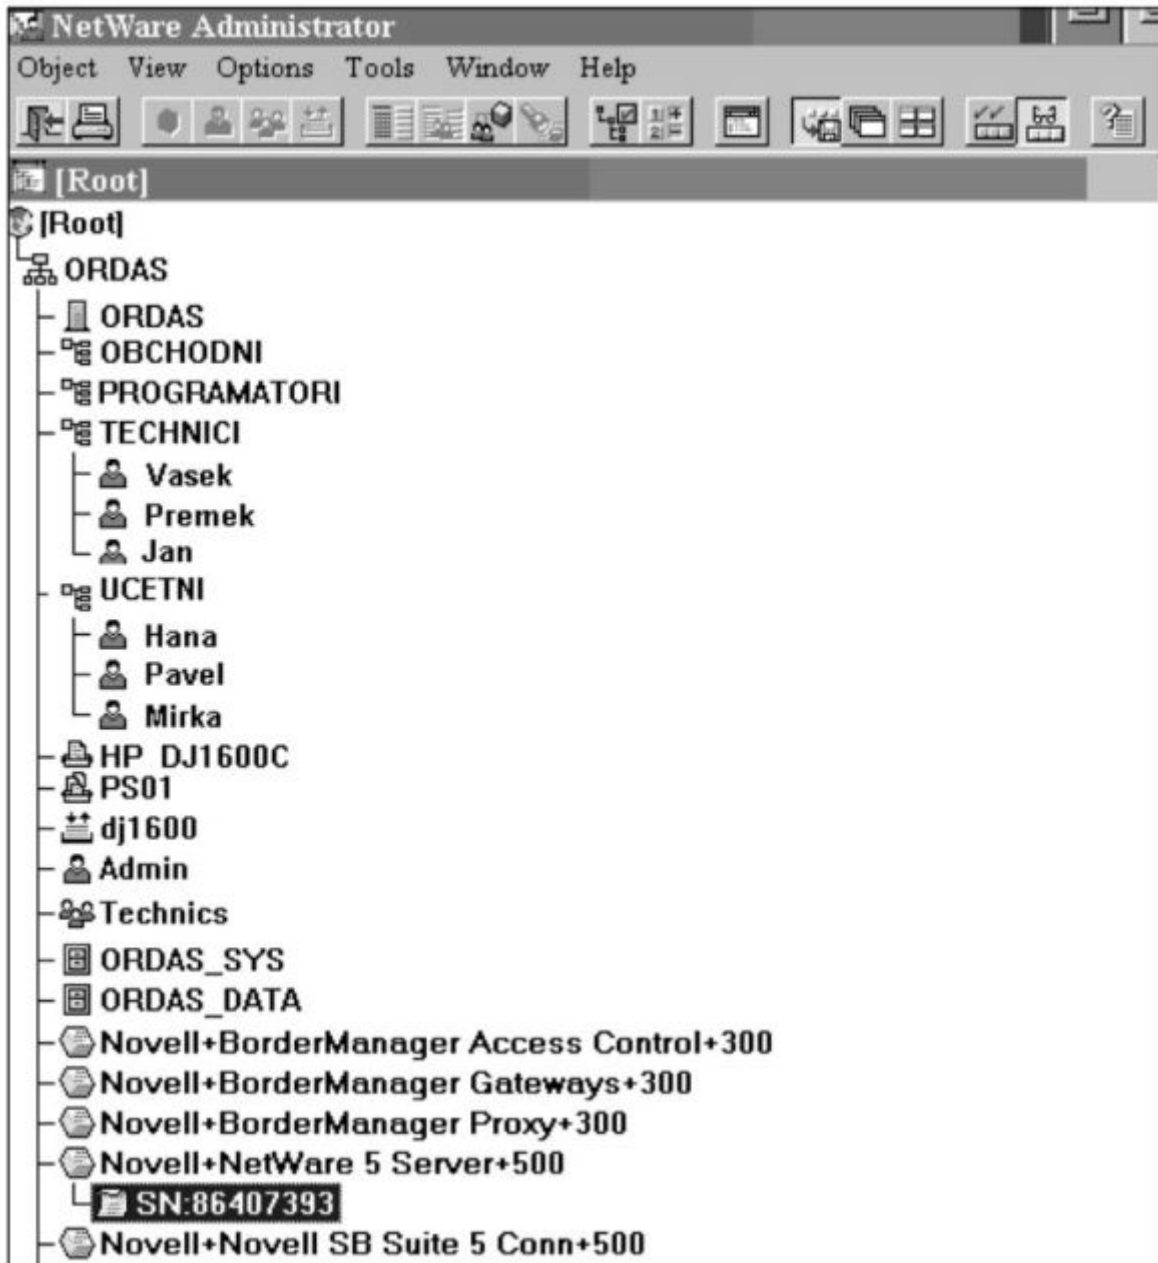 NetWare Administrator
Object View Options Tools Window Help
[Root]
[Root]
ORDAS
ORDAS
OBCHODNI
PROGRAMATORI
TECHNICI
Vasek
Premek
Jan
UCETNI
Hana
Pavel
Mirka
HP_DJ1600C
PS01
dj1600
Admin
Technics
ORDAS_SYS
ORDAS_DATA
Novell+BorderManager Access Control+300
Novell+BorderManager Gateways+300
Novell+BorderManager Proxy+300
Novell+NetWare 5 Server+500
SN:86407393
Novell+Novell SB Suite 5 Conn+500